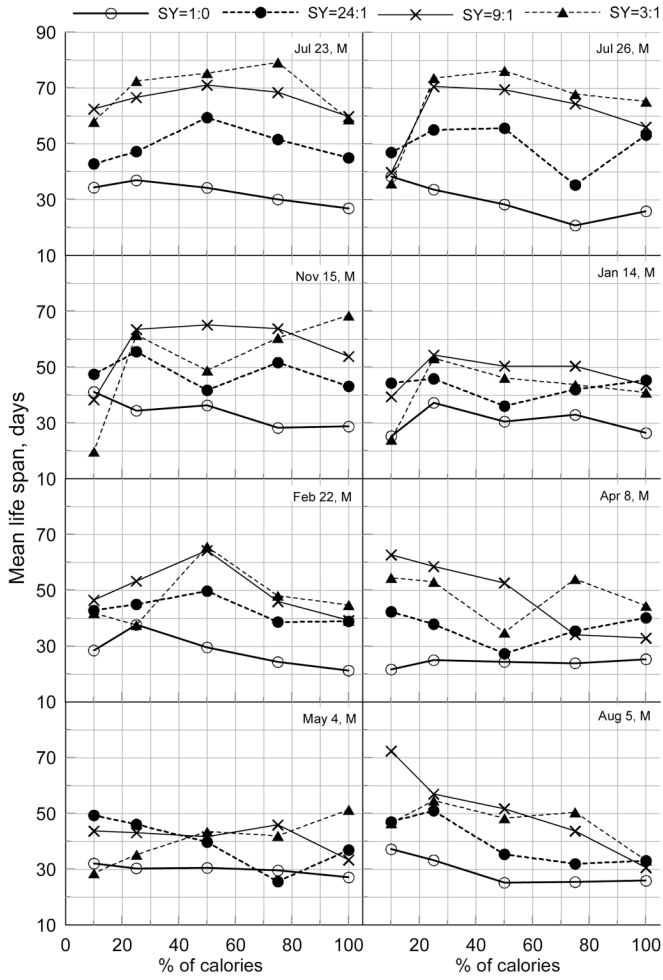 SY=1:0 SY=24:1 SY=9:1 SY=3:1
90
Jul 23, M Jul 26, M
70
50
30
10
Nov 15, M Jan 14, M
70
50
30
10
Feb 22, M Apr 8, M
70
50
30
10
May 4, M Aug 5, M
70
50
30
10
Mean life span, days
0 20 40 60 80 100 20 40 60 80 100
% of calories % of calories